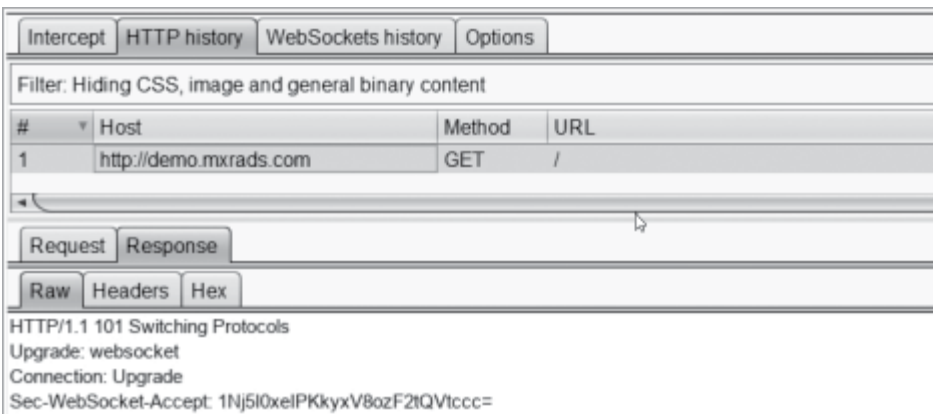 Intercept HTTP history WebSockets history Options
Filter: Hiding CSS, image and general binary content
# Host Method URL
1 http://demo.mxrads.com GET /
Request Response
Raw Headers Hex
HTTP/1.1 101 Switching Protocols
Upgrade: websocket
Connection: Upgrade
Sec-WebSocket-Accept: 1Nj5I0xeIPKkyxV8ozF2tQVtccc=